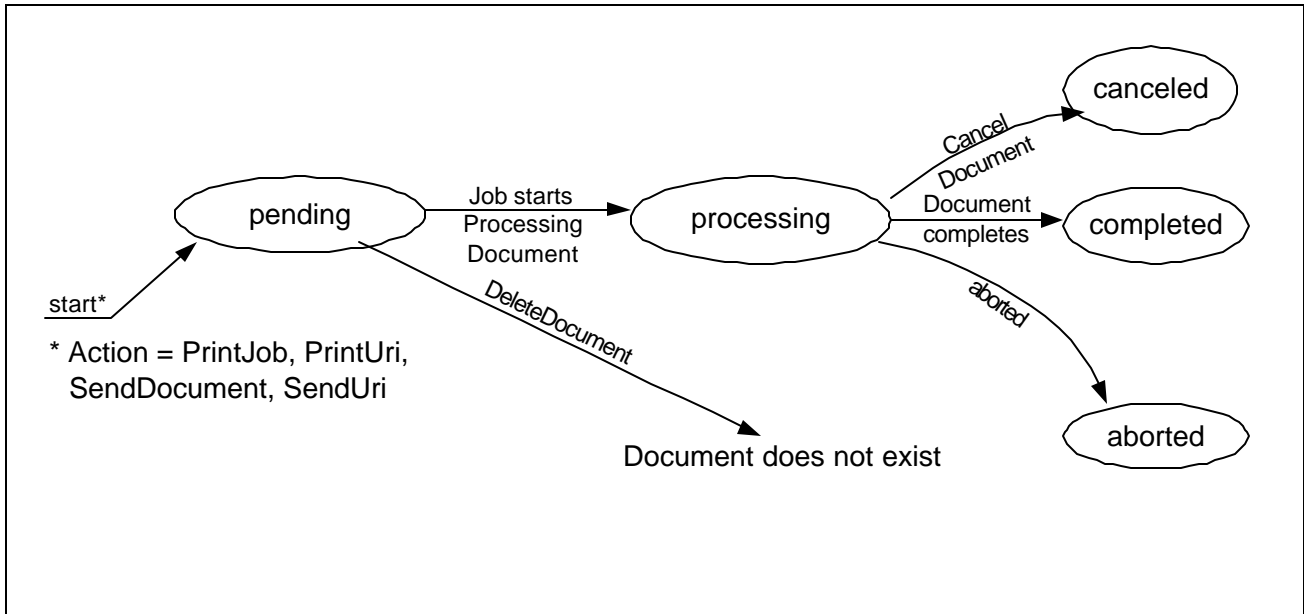 canceled
Cancel
Document
pending
Job starts
Processing
Document
processing
Document
completes
completed
start*
DeleteDocument
aborted
* Action = PrintJob, PrintUri,
SendDocument, SendUri
Document does not exist
aborted